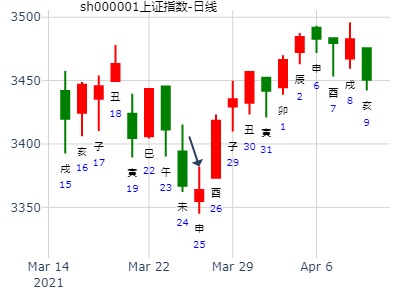 sh000001上证指数-日线
3500
3450
3400
3350
戌
15
亥
16
子
17
丑
18
寅
19
巳
22
午
23
未
24
申
25
酉
26
子
29
丑
30
寅
31
卯
1
辰
2
申
6
酉
7
戌
8
亥
9
Mar 14
2021
Mar 22
Mar 29
Apr 6